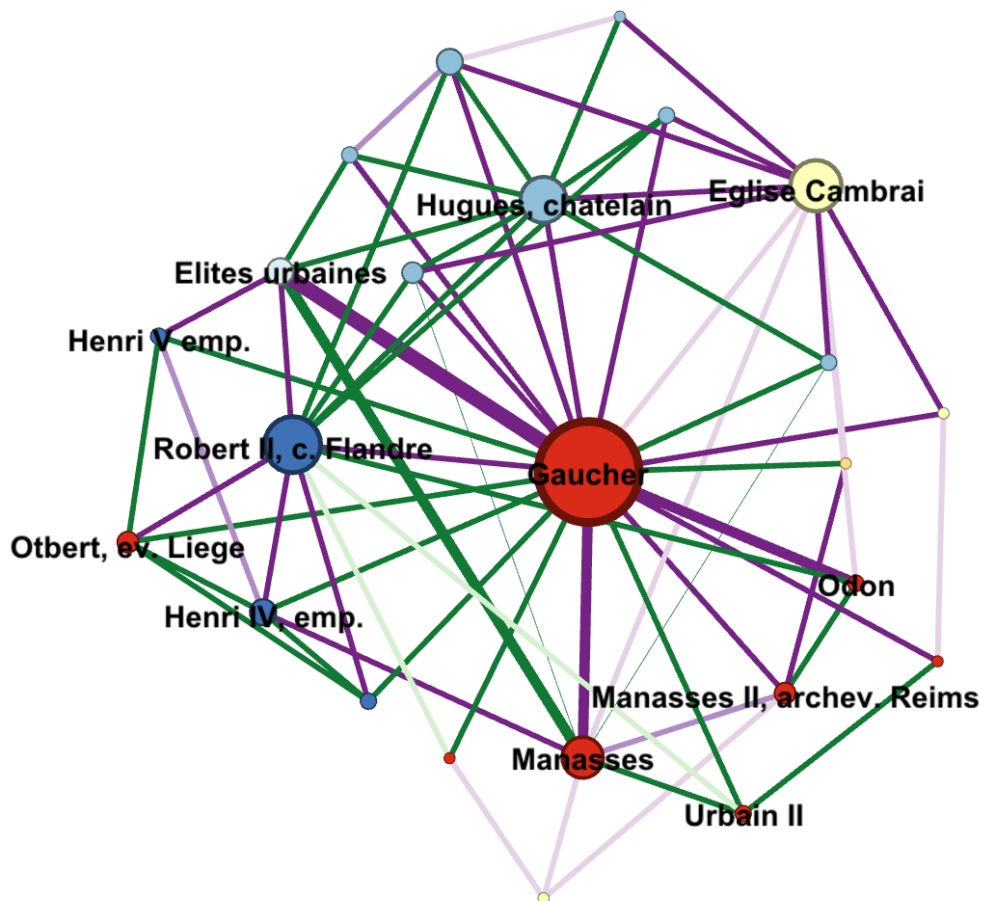 Eglise Cambrai
Hugues, chatelain
Elites urbaines
Henri V emp.
Robert II, c. Flandre
Gaucher
Otbert, ev. Liege
Odon
Henri IV, emp.
Manasses II, archev. Reims
Manasses
Urbain II